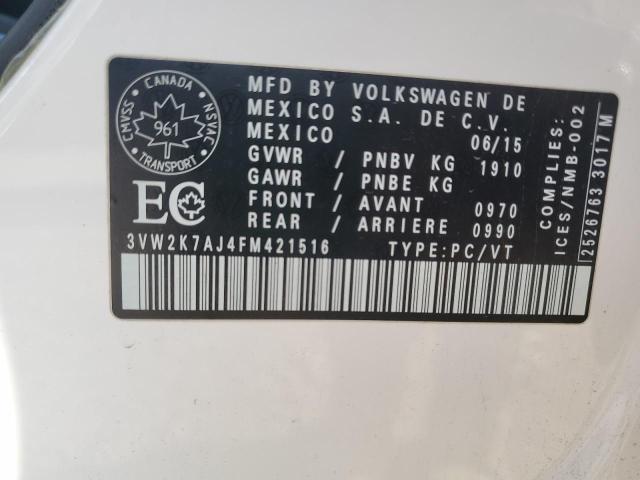 CANADA
CMVSS NSVAC
961
TRANSPORT
EC
MFD BY VOLKSWAGEN DE
MEXICO S.A. DE C.V.
MEXICO 06/15
GVWR / PNBV KG 1910
GAWR / PNBE KG
FRONT / AVANT 0970
REAR / ARRIERE 0990
3VW2K7AJ4FM421516 TYPE:PC/VT
COMPLIES:
ICES/NMB-002
2526763 3017M